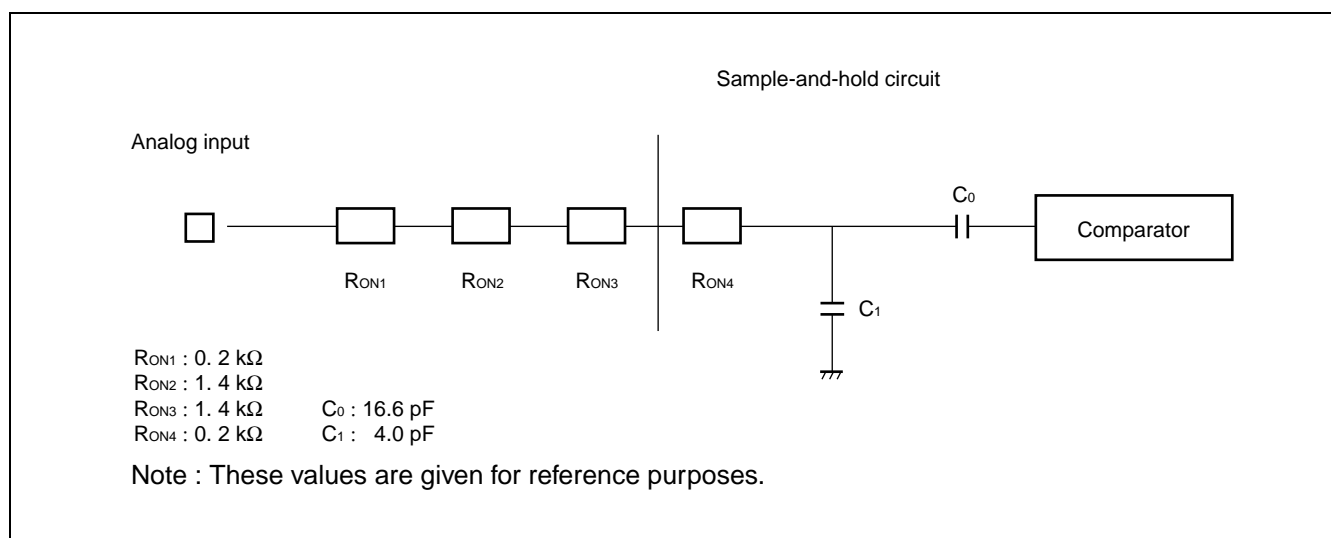 Sample-and-hold circuit
Analog input
C0
Comparator
RON1
RON2
RON3
RON4
C1
RON1 : 0. 2 kΩ
RON2 : 1. 4 kΩ
RON3 : 1. 4 kΩ C0 : 16.6 pF
RON4 : 0. 2 kΩ C1 : 4.0 pF
Note : These values are given for reference purposes.